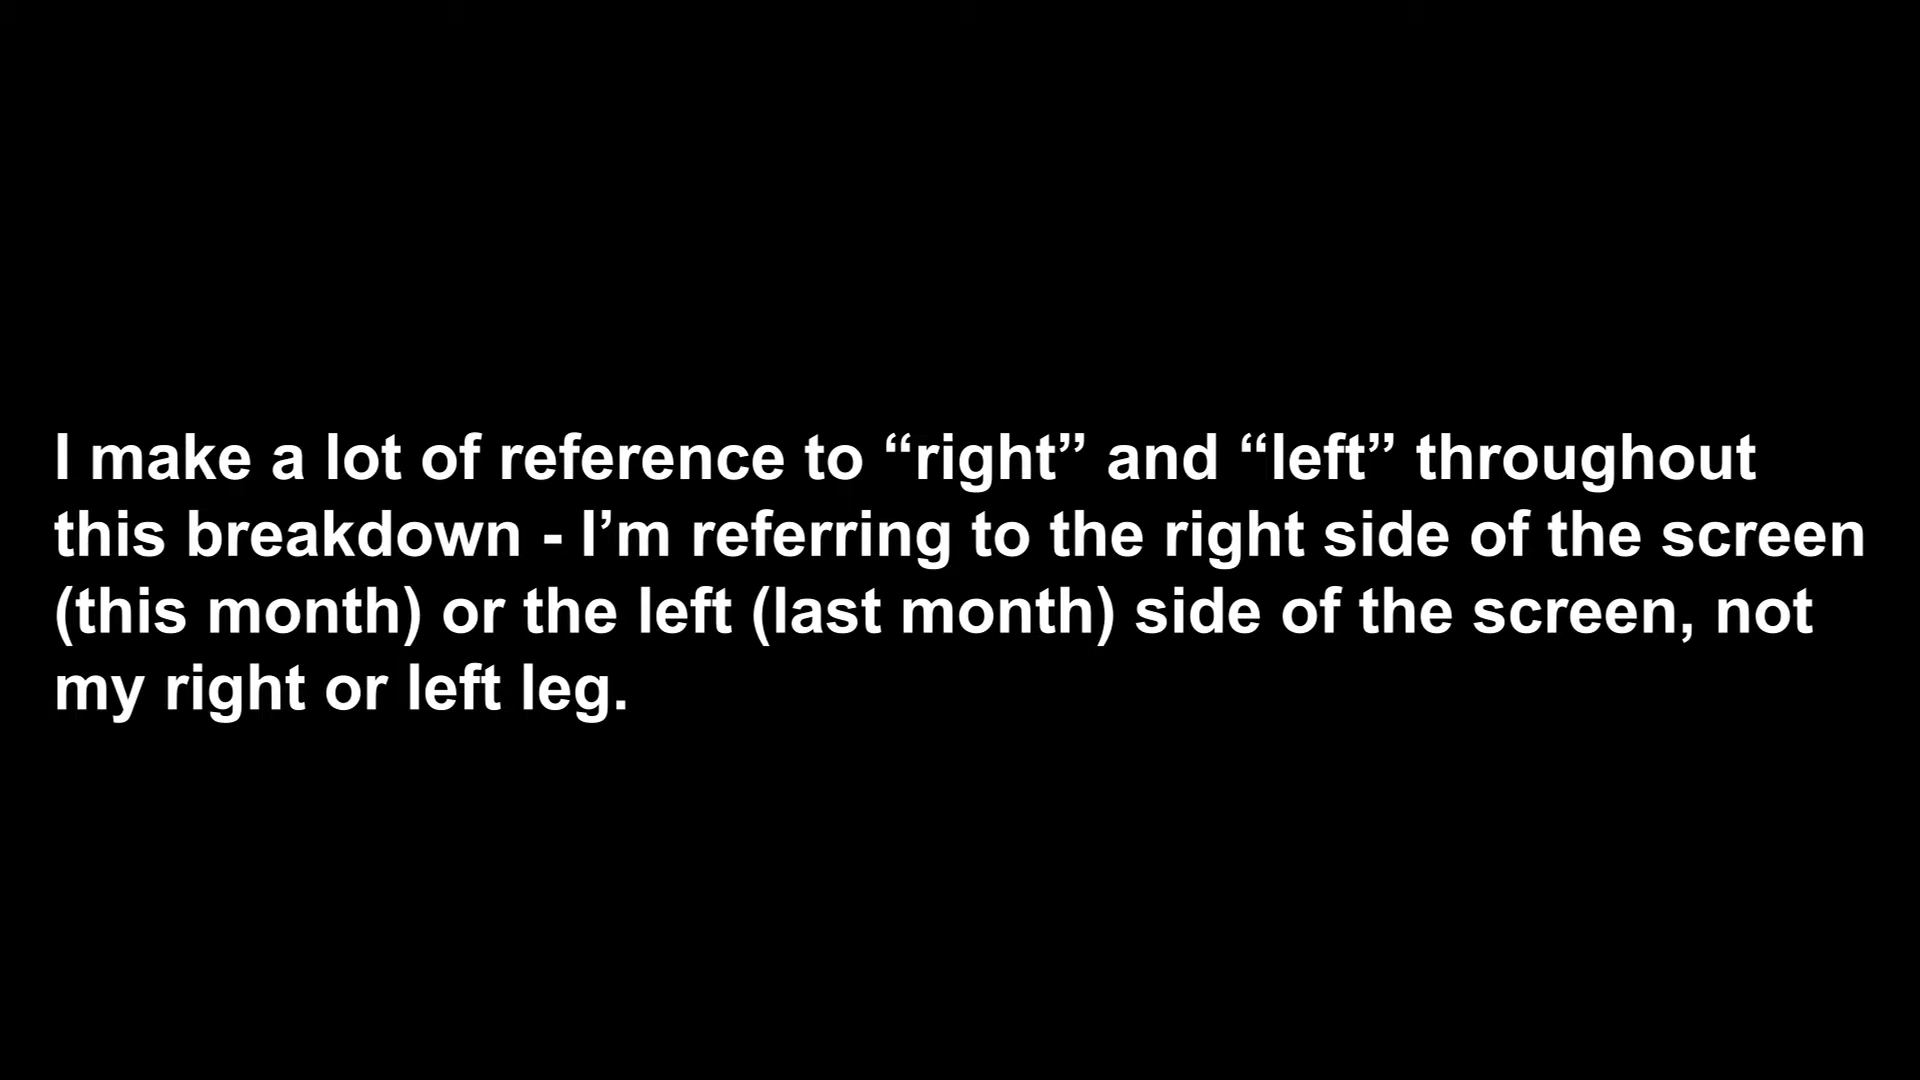 I make a lot of reference to “right” and “left” throughout
this breakdown - I’m referring to the right side of the screen
(this month) or the left (last month) side of the screen, not
my right or left leg.